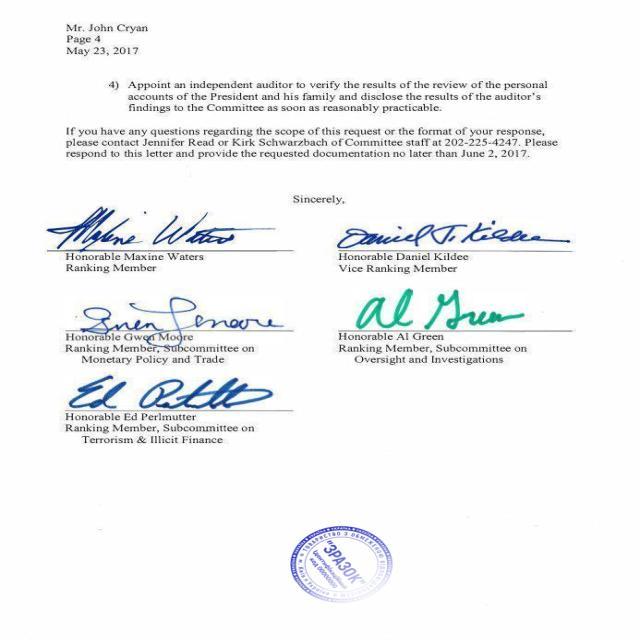 Mr. John Cryan
Page 4
May 23, 2017
4) Appoint an independent auditor to verify the results of the review of the personal
accounts of the President and his family and disclose the results of the auditor's
findings to the Committee as soon as reasonably practicable.
If you have any questions regarding the scope of this request or the format of your response,
please contact Jennifer Read or Kirk Schwarzbach of Committee staff at 202-225-4247. Please
respond to this letter and provide the requested documentation no later than June 2, 2017.
Sincerely,
Maxine Waters
Honorable Maxine Waters
Ranking Member
Daniel T. Kildee
Honorable Daniel Kildee
Vice Ranking Member
Gwen Moore
Honorable Gwen Moore
Ranking Member, Subcommittee on
Monetary Policy and Trade
Al Green
Honorable Al Green
Ranking Member, Subcommittee on
Oversight and Investigations
Ed
Honorable Ed Perlmutter
Ranking Member, Subcommittee on
Terrorism & Illicit Finance
ТОВАРИСТВО З ОБМЕЖЕНОЮ
"ЗРАЗОК"
Ідентифікаційний
код 00000000